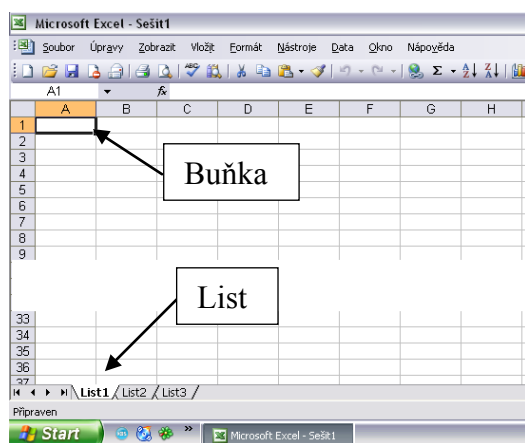 Microsoft Excel - Sešit1
Soubor Úpravy Zobrazit Vložit Formát Nástroje Data Okno Nápověda
A1 fx
A B C D E F G H
1
2
3
4
5
6
7
8
9
Buňka
List
33
34
35
36
37
List1 List2 List3
Připraven
Start » Microsoft Excel - Sešit1